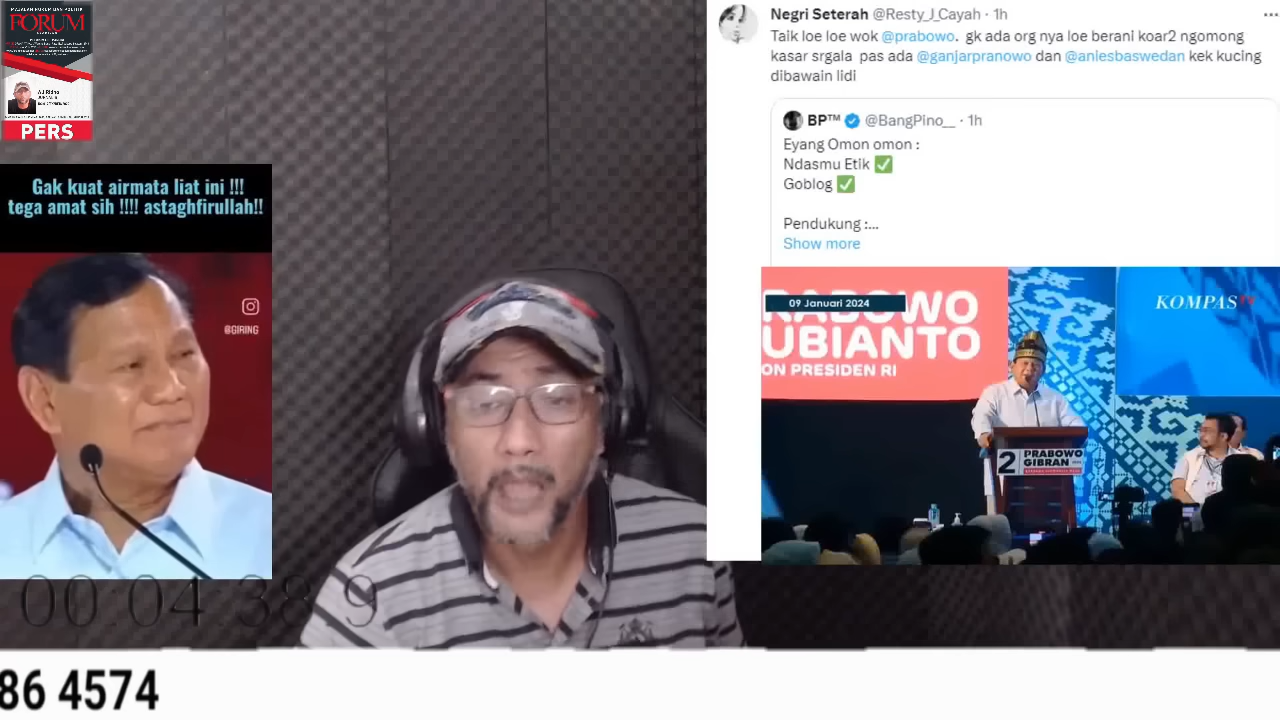 FORUM
PERS
Gak kuat airmata liat ini !!!
tega amat sih !!!! astaghfirullah!!
@GIRING
00:04:38 9
86 4574
Negri Seterah @Resty_J_Cayah · 1h
Taik loe loe wok @prabowo. gk ada org nya loe berani koar2 ngomong
kasar srgala pas ada @ganjarpranowo dan @aniesbaswedan kek kucing
dibawain lidi
BP™ @BangPino__ · 1h
Eyang Omon omon :
Ndasmu Etik ✅
Goblog ✅
Pendukung :...
Show more
09 Januari 2024
RABOWO
UBIANTO
ON PRESIDEN RI
KOMPAS
2 PRABOWO
GIBRAN